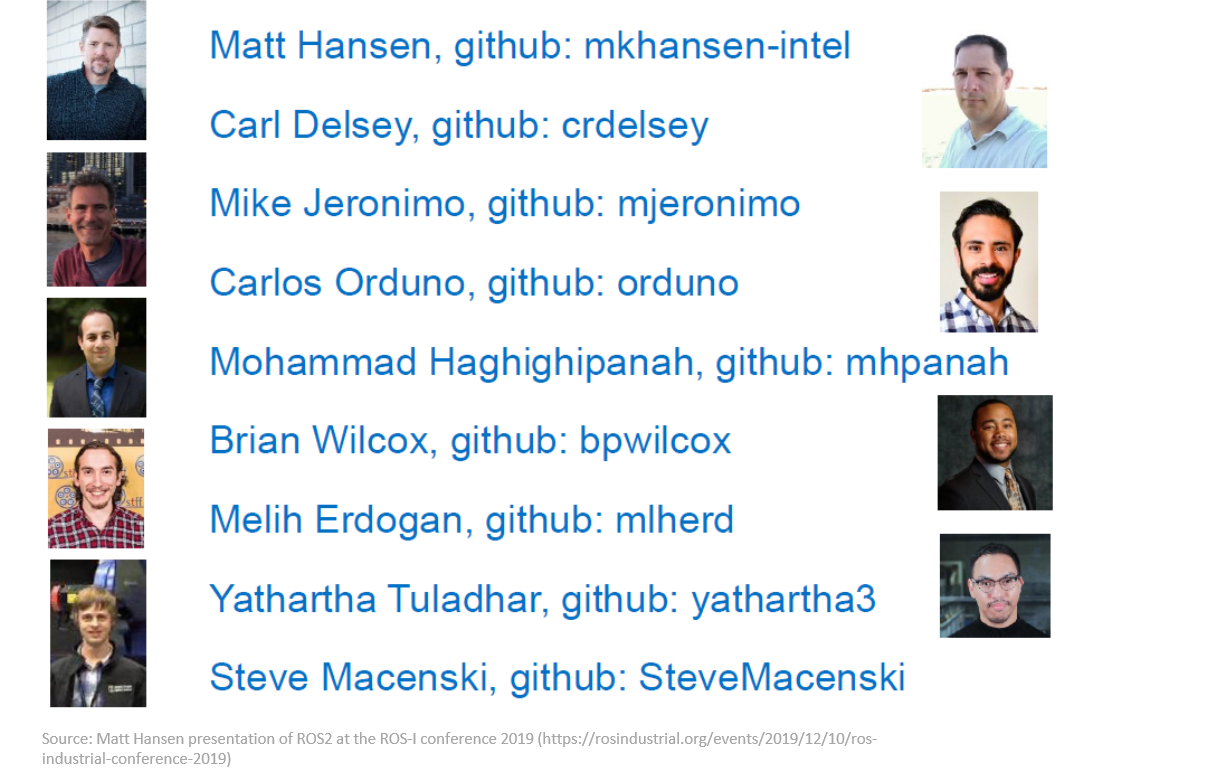 Matt Hansen, github: mkhansen-intel
Carl Delsey, github: crdelsey
Mike Jeronimo, github: mjeronimo
Carlos Orduno, github: orduno
Mohammad Haghighipanah, github: mhpanah
Brian Wilcox, github: bpwilcox
Melih Erdogan, github: mlherd
Yathartha Tuladhar, github: yathartha3
Steve Macenski, github: SteveMacenski
Source: Matt Hansen presentation of ROS2 at the ROS-I conference 2019 (https://rosindustrial.org/events/2019/12/10/ros-
industrial-conference-2019)